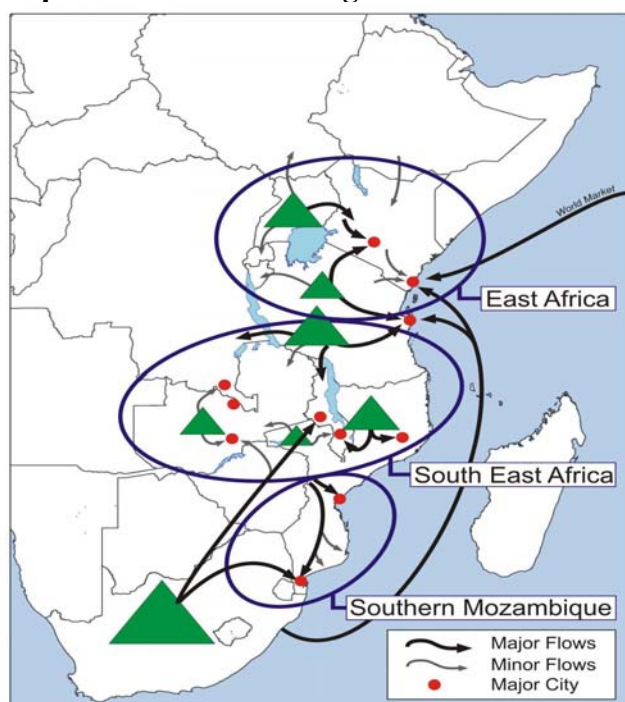 World Market
East Africa
South East Africa
Southern Mozambique
Major Flows
Minor Flows
Major City